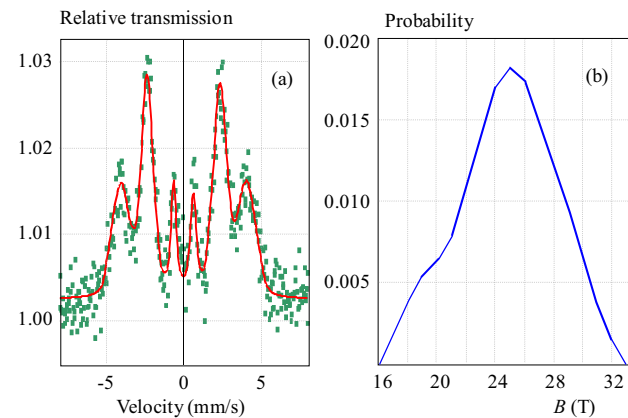 Relative transmission
1.03
1.02
1.01
1.00
(a)
-5 0 5
Velocity (mm/s)
Probability
0.020
0.015
0.010
0.005
(b)
16 20 24 28 32
B (T)